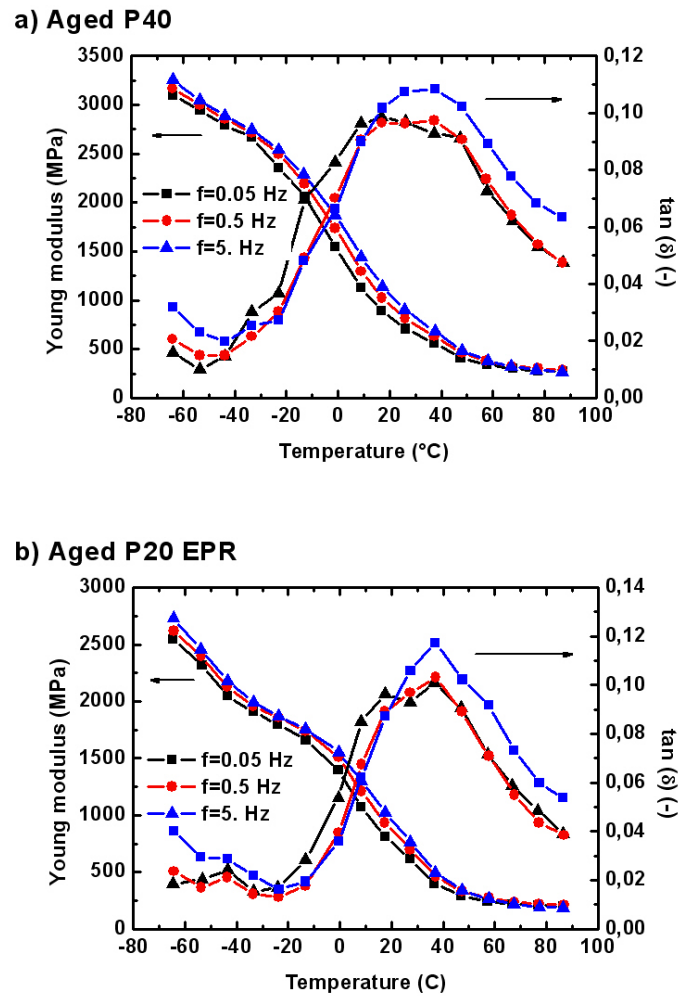 a) Aged P40
3500
3000
2500
2000
1500
1000
500
0
0,12
0,10
0,08
0,06
0,04
0,02
0,00
Young modulus (MPa)
tan (δ) (-)
f=0.05 Hz
f=0.5 Hz
f=5. Hz
-80 -60 -40 -20 0 20 40 60 80 100
Temperature (°C)
b) Aged P20 EPR
3000
2500
2000
1500
1000
500
0
0,14
0,12
0,10
0,08
0,06
0,04
0,02
0,00
Young modulus (MPa)
tan (δ) (-)
f=0.05 Hz
f=0.5 Hz
f=5. Hz
-80 -60 -40 -20 0 20 40 60 80 100
Temperature (C)